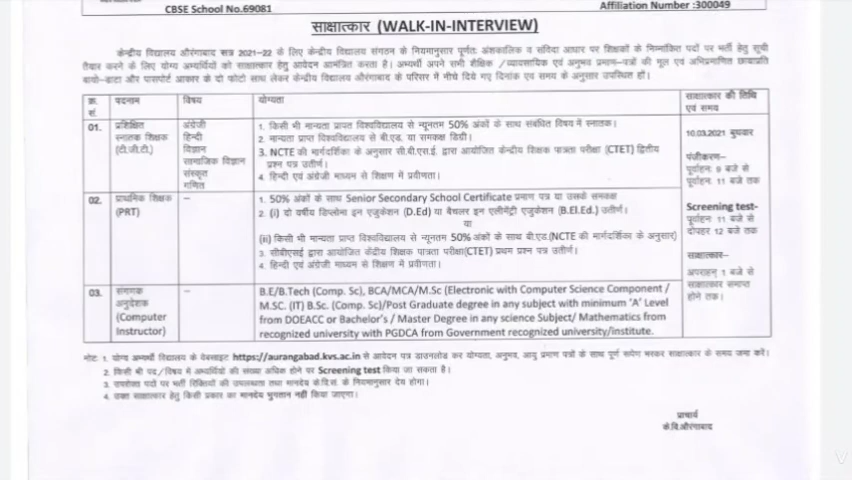 CBSE School No.69081
Affiliation Number :300049
साक्षात्कार (WALK-IN-INTERVIEW)
केन्द्रीय विद्यालय औरंगाबाद सत्र 2021-22 के लिए केन्द्रीय विद्यालय संगठन के नियमानुसार पूर्णतः अंशकालिक व संविदा आधार पर शिक्षकों के निम्नांकित पदों पर भर्ती हेतु सूची
तैयार करने के लिए योग्य अभ्यर्थियों को साक्षात्कार हेतु आवेदन आमंत्रित करता है। अभ्यर्थी अपने सभी शैक्षिक /व्यावसायिक एवं अनुभव प्रमाण–पत्रों की मूल एवं अभिप्रमाणित छायाप्रति
बायो–डाटा और पासपोर्ट आकार के दो फोटो साथ लेकर केन्द्रीय विद्यालय औरंगाबाद के परिसर में नीचे दिये गए दिनांक एवं समय के अनुसार उपस्थित हों।
क्र. सं.
पदनाम
विषय
योग्यता
साक्षात्कार की तिथि
एवं समय
01.
प्रशिक्षित
स्नातक शिक्षक
(टी.जी.टी.)
अंग्रेजी
हिन्दी
विज्ञान
सामाजिक विज्ञान
संस्कृत
गणित
1. किसी भी मान्यता प्राप्त विश्वविद्यालय से न्यूनतम 50% अंकों के साथ संबंधित विषय में स्नातक।
2. मान्यता प्राप्त विश्वविद्यालय से बी.एड. या समकक्ष डिग्री।
3. NCTE की मार्गदर्शिका के अनुसार सी.बी.एस.ई. द्वारा आयोजित केन्द्रीय शिक्षक पात्रता परीक्षा (CTET) द्वितीय
प्रश्न पत्र उतीर्ण।
4. हिन्दी एवं अंग्रेजी माध्यम से शिक्षण में प्रवीणता।
10.03.2021 बुधवार
पंजीकरण–
पूर्वाहन: 9 बजे से
पूर्वाहन: 11 बजे तक
Screening test-
पूर्वाहन: 11 बजे से
दोपहर 12 बजे तक
साक्षात्कार–
अपराहन् 1 बजे से
साक्षात्कार समाप्त
होने तक।
02.
प्राथमिक शिक्षक
(PRT)
–
1. 50% अंकों के साथ Senior Secondary School Certificate प्रमाण पत्र या उसके समकक्ष
2. (i) दो वर्षीय डिप्लोमा इन एजुकेशन (D.Ed) या बैचलर इन एलीमेंट्री एजुकेशन (B.El.Ed.) उतीर्ण।
या
(ii) किसी भी मान्यता प्राप्त विश्वविद्यालय से न्यूनतम 50% अंकों के साथ बी.एड.(NCTE की मार्गदर्शिका के अनुसार)
3. सीबीएसई द्वारा आयोजित केंद्रीय शिक्षक पात्रता परीक्षा(CTET) प्रथम प्रश्न पत्र उतीर्ण।
4. हिन्दी एवं अंग्रेजी माध्यम से शिक्षण में प्रवीणता।
03.
संगणक
अनुदेशक
(Computer
Instructor)
–
B.E/B.Tech (Comp. Sc), BCA/MCA/M.Sc (Electronic with Computer Science Component /
M.SC. (IT) B.Sc. (Comp. Sc)/Post Graduate degree in any subject with minimum 'A' Level
from DOEACC or Bachelor's / Master Degree in any science Subject/ Mathematics from
recognized university with PGDCA from Government recognized university/institute.
नोटः 1. योग्य अभ्यर्थी विद्यालय के वेबसाइट https://aurangabad.kvs.ac.in से आवेदन पत्र डाउनलोड कर योग्यता, अनुभव, आयु प्रमाण पत्रों के साथ पूर्ण रूपेण भरकर साक्षात्कार के समय जमा करें।
2. किसी भी पद/विषय में अभ्यर्थियों की संख्या अधिक होने पर Screening test किया जा सकता है।
3. उपरोक्त पदों पर भर्ती रिक्तियों की उपलब्धता तथा मानदेय के.वि.सं. के नियमानुसार देय होगा।
4. उक्त साक्षात्कार हेतु किसी प्रकार का मानदेय भुगतान नहीं किया जाएगा।
प्राचार्य
के.वि.औरंगाबाद